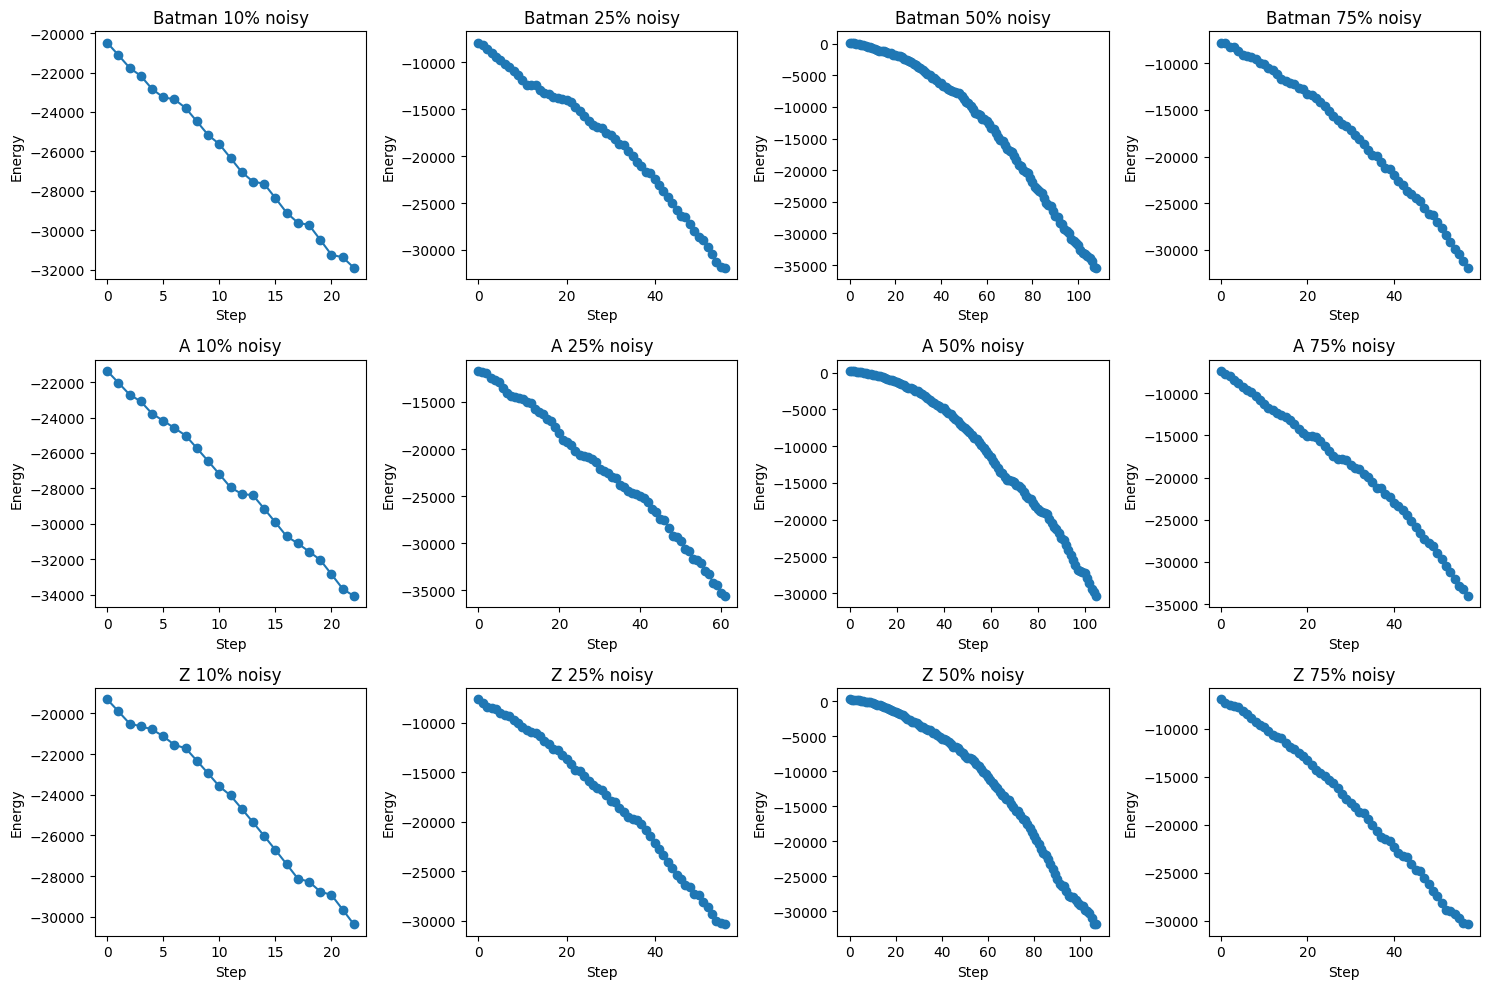 Batman 10% noisy
Energy
−20000
−22000
−24000
−26000
−28000
−30000
−32000
0 5 10 15 20
Step
Batman 25% noisy
Energy
−10000
−15000
−20000
−25000
−30000
0 20 40
Step
Batman 50% noisy
Energy
0
−5000
−10000
−15000
−20000
−25000
−30000
−35000
0 20 40 60 80 100
Step
Batman 75% noisy
Energy
−10000
−15000
−20000
−25000
−30000
0 20 40
Step
A 10% noisy
Energy
−22000
−24000
−26000
−28000
−30000
−32000
−34000
0 5 10 15 20
Step
A 25% noisy
Energy
−15000
−20000
−25000
−30000
−35000
0 20 40 60
Step
A 50% noisy
Energy
0
−5000
−10000
−15000
−20000
−25000
−30000
0 20 40 60 80 100
Step
A 75% noisy
Energy
−10000
−15000
−20000
−25000
−30000
−35000
0 20 40
Step
Z 10% noisy
Energy
−20000
−22000
−24000
−26000
−28000
−30000
0 5 10 15 20
Step
Z 25% noisy
Energy
−10000
−15000
−20000
−25000
−30000
0 20 40
Step
Z 50% noisy
Energy
0
−5000
−10000
−15000
−20000
−25000
−30000
0 20 40 60 80 100
Step
Z 75% noisy
Energy
−10000
−15000
−20000
−25000
−30000
0 20 40
Step